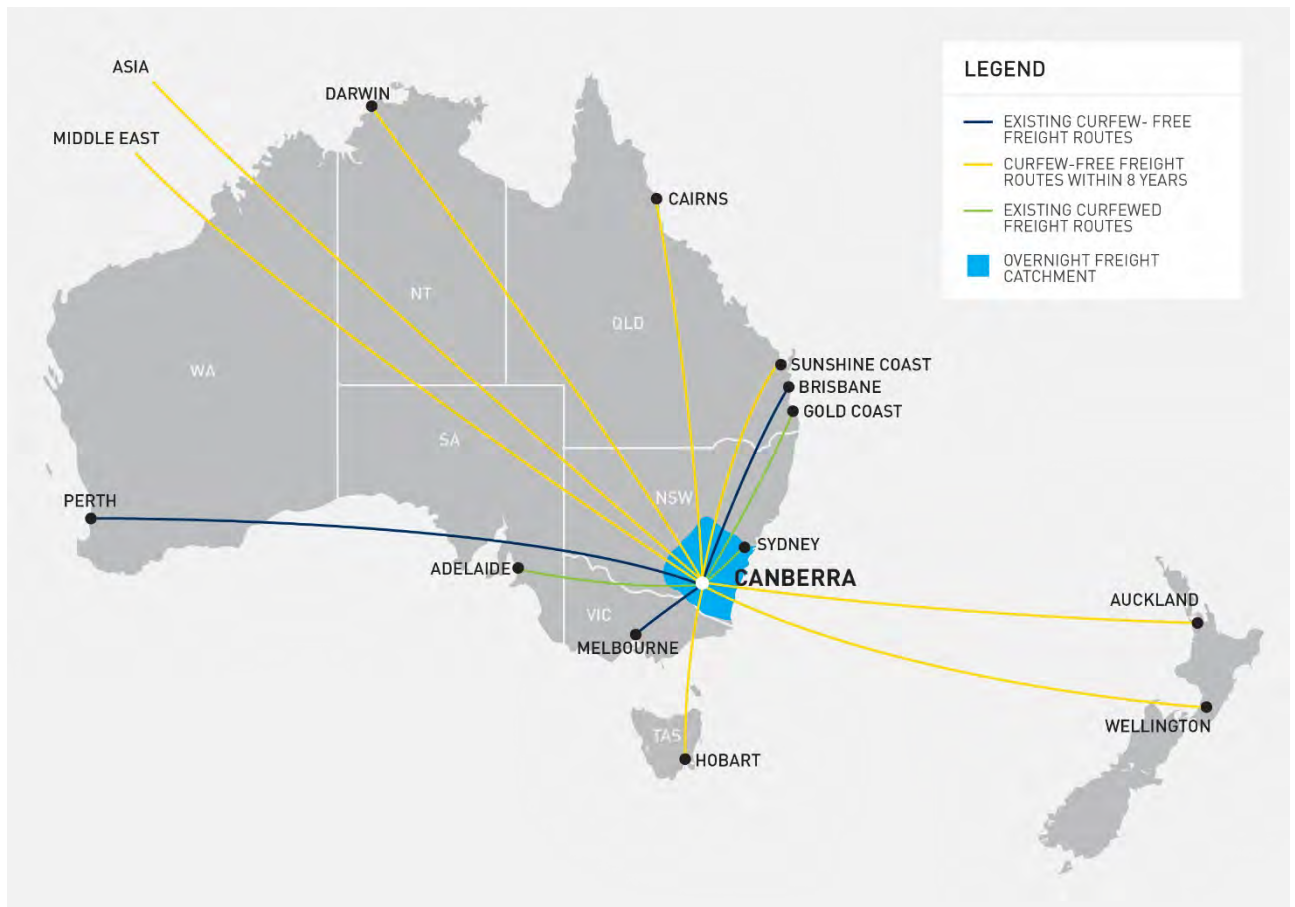 ASIA
DARWIN
MIDDLE EAST
LEGEND
EXISTING CURFEW- FREE
FREIGHT ROUTES
CURFEW-FREE FREIGHT
ROUTES WITHIN 8 YEARS
EXISTING CURFEWED
FREIGHT ROUTES
OVERNIGHT FREIGHT
CATCHMENT
CAIRNS
NT
QLD
WA
SUNSHINE COAST
BRISBANE
GOLD COAST
SA
NSW
PERTH
SYDNEY
ADELAIDE
CANBERRA
VIC
MELBOURNE
AUCKLAND
WELLINGTON
TAS
HOBART